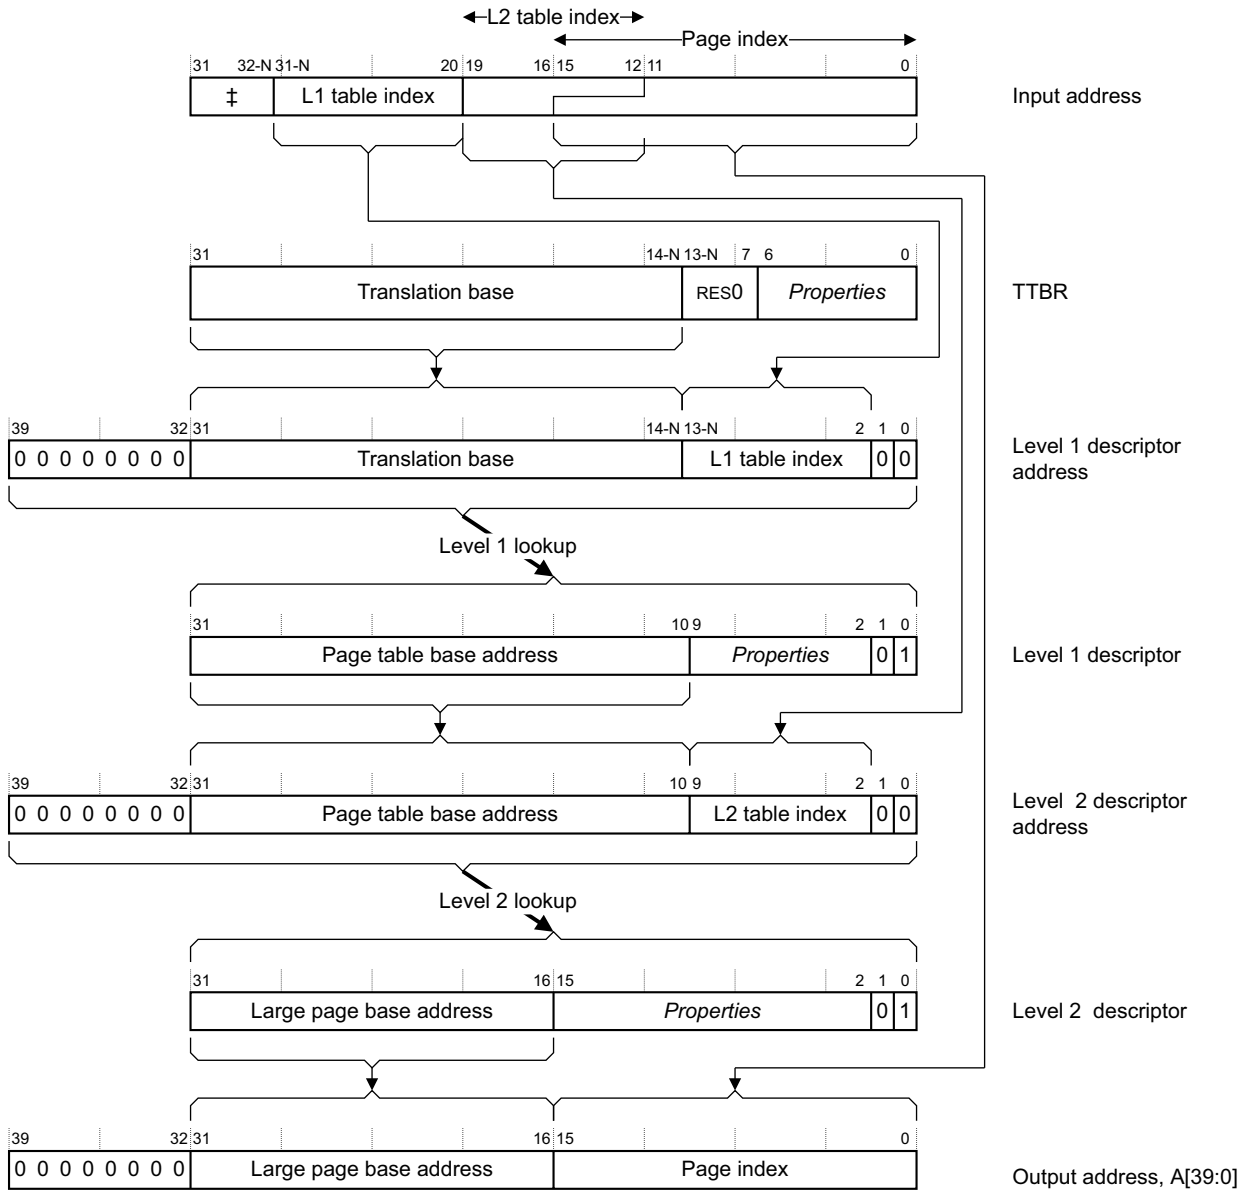 L2 table index
Page index
31 32-N 31-N 20 19 16 15 12 11 0
‡ L1 table index Input address
31 14-N 13-N 7 6 0
Translation base RES0 Properties TTBR
39 32 31 14-N 13-N 2 1 0
0 0 0 0 0 0 0 0 Translation base L1 table index 0 0 Level 1 descriptor
address
Level 1 lookup
31 10 9 2 1 0
Page table base address Properties 0 1 Level 1 descriptor
39 32 31 10 9 2 1 0
0 0 0 0 0 0 0 0 Page table base address L2 table index 0 0 Level 2 descriptor
address
Level 2 lookup
31 16 15 2 1 0
Large page base address Properties 0 1 Level 2 descriptor
39 32 31 16 15 0
0 0 0 0 0 0 0 0 Large page base address Page index Output address, A[39:0]